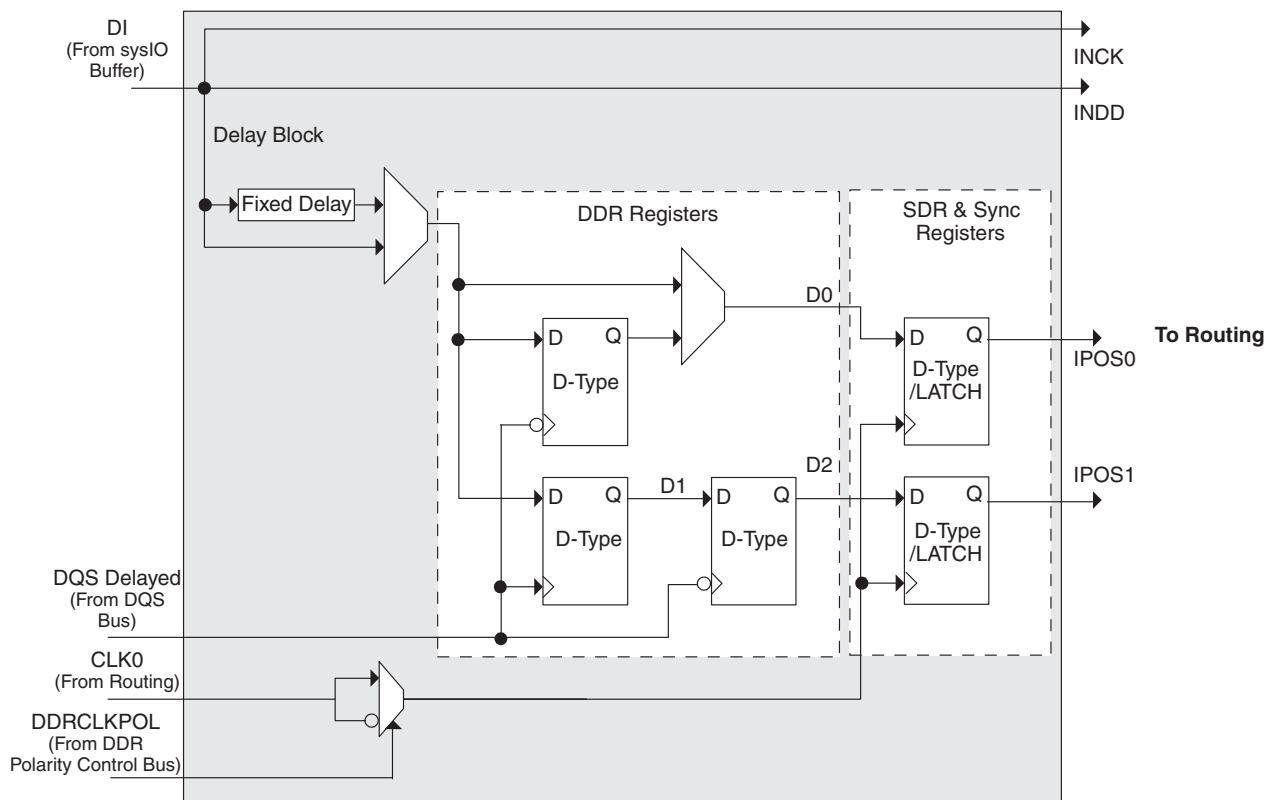 DI
(From sysIO
Buffer)
INCK
INDD
Delay Block
Fixed Delay
DDR Registers
SDR & Sync
Registers
D0
D Q
D-Type
D Q
D-Type
/LATCH
To Routing
IPOS0
D Q
D-Type
D1
D Q
D-Type
D2
D Q
D-Type
/LATCH
IPOS1
DQS Delayed
(From DQS
Bus)
CLK0
(From Routing)
DDRCLKPOL
(From DDR
Polarity Control Bus)